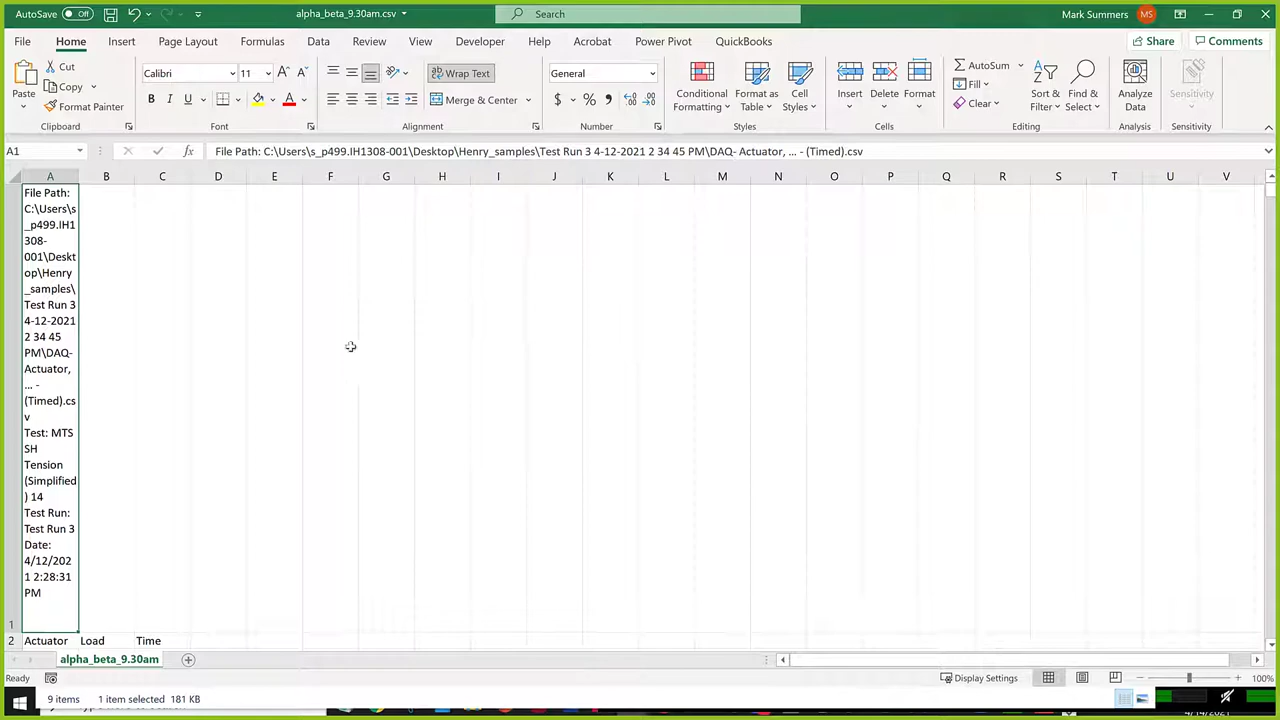 AutoSave Off alpha_beta_9.30am.csv Search Mark Summers MS
File Home Insert Page Layout Formulas Data Review View Developer Help Acrobat Power Pivot QuickBooks Share Comments
Paste Cut Copy Format Painter
Calibri 11
B I U
Wrap Text
Merge & Center
General
$ % ,
Conditional Formatting Format as Table Cell Styles
Insert Delete Format
AutoSum Fill Clear
Sort & Filter Find & Select
Analyze Data
Sensitivity
Clipboard Font Alignment Number Styles Cells Editing Analysis Sensitivity
A1 fx File Path: C:\Users\s_p499.IH1308-001\Desktop\Henry_samples\Test Run 3 4-12-2021 2 34 45 PM\DAQ- Actuator, ... - (Timed).csv
A B C D E F G H I J K L M N O P Q R S T U V
File Path:
C:\Users\s
_p499.IH1
308-
001\Deskt
op\Henry
_samples\
Test Run 3
4-12-2021
2 34 45
PM\DAQ-
Actuator,
... -
(Timed).cs
v
Test: MTS
SH
Tension
(Simplified
) 14
Test Run:
Test Run 3
Date:
4/12/202
1 2:28:31
PM
1
2 Actuator Load Time
alpha_beta_9.30am
Ready Display Settings 100%
9 items 1 item selected 181 KB